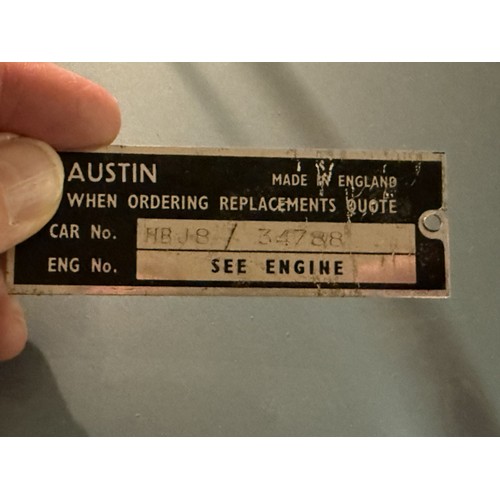 AUSTIN
MADE IN ENGLAND
WHEN ORDERING REPLACEMENTS QUOTE
CAR No. HBJ8 / 34788
ENG No. SEE ENGINE